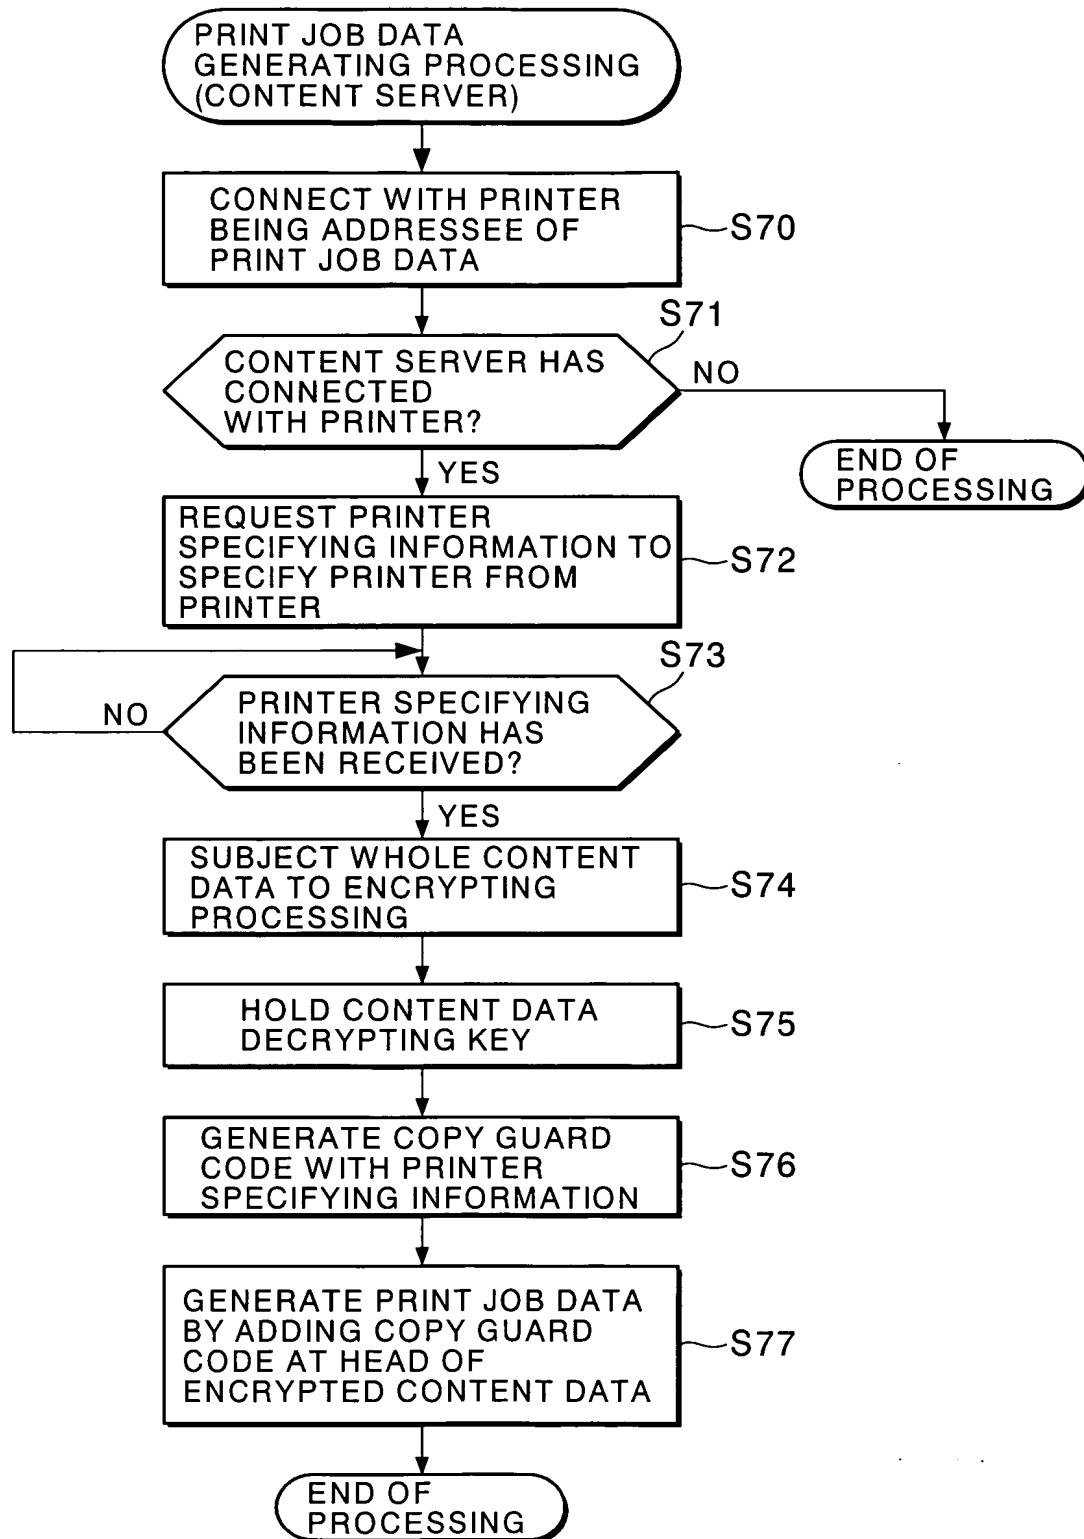 PRINT JOB DATA
GENERATING PROCESSING
(CONTENT SERVER)
CONNECT WITH PRINTER
BEING ADDRESSEE OF
PRINT JOB DATA
S70
S71
CONTENT SERVER HAS
CONNECTED
WITH PRINTER?
NO
END OF
PROCESSING
YES
REQUEST PRINTER
SPECIFYING INFORMATION TO
SPECIFY PRINTER FROM
PRINTER
S72
S73
PRINTER SPECIFYING
INFORMATION HAS
BEEN RECEIVED?
NO
YES
SUBJECT WHOLE CONTENT
DATA TO ENCRYPTING
PROCESSING
S74
HOLD CONTENT DATA
DECRYPTING KEY
S75
GENERATE COPY GUARD
CODE WITH PRINTER
SPECIFYING INFORMATION
S76
GENERATE PRINT JOB DATA
BY ADDING COPY GUARD
CODE AT HEAD OF
ENCRYPTED CONTENT DATA
S77
END OF
PROCESSING